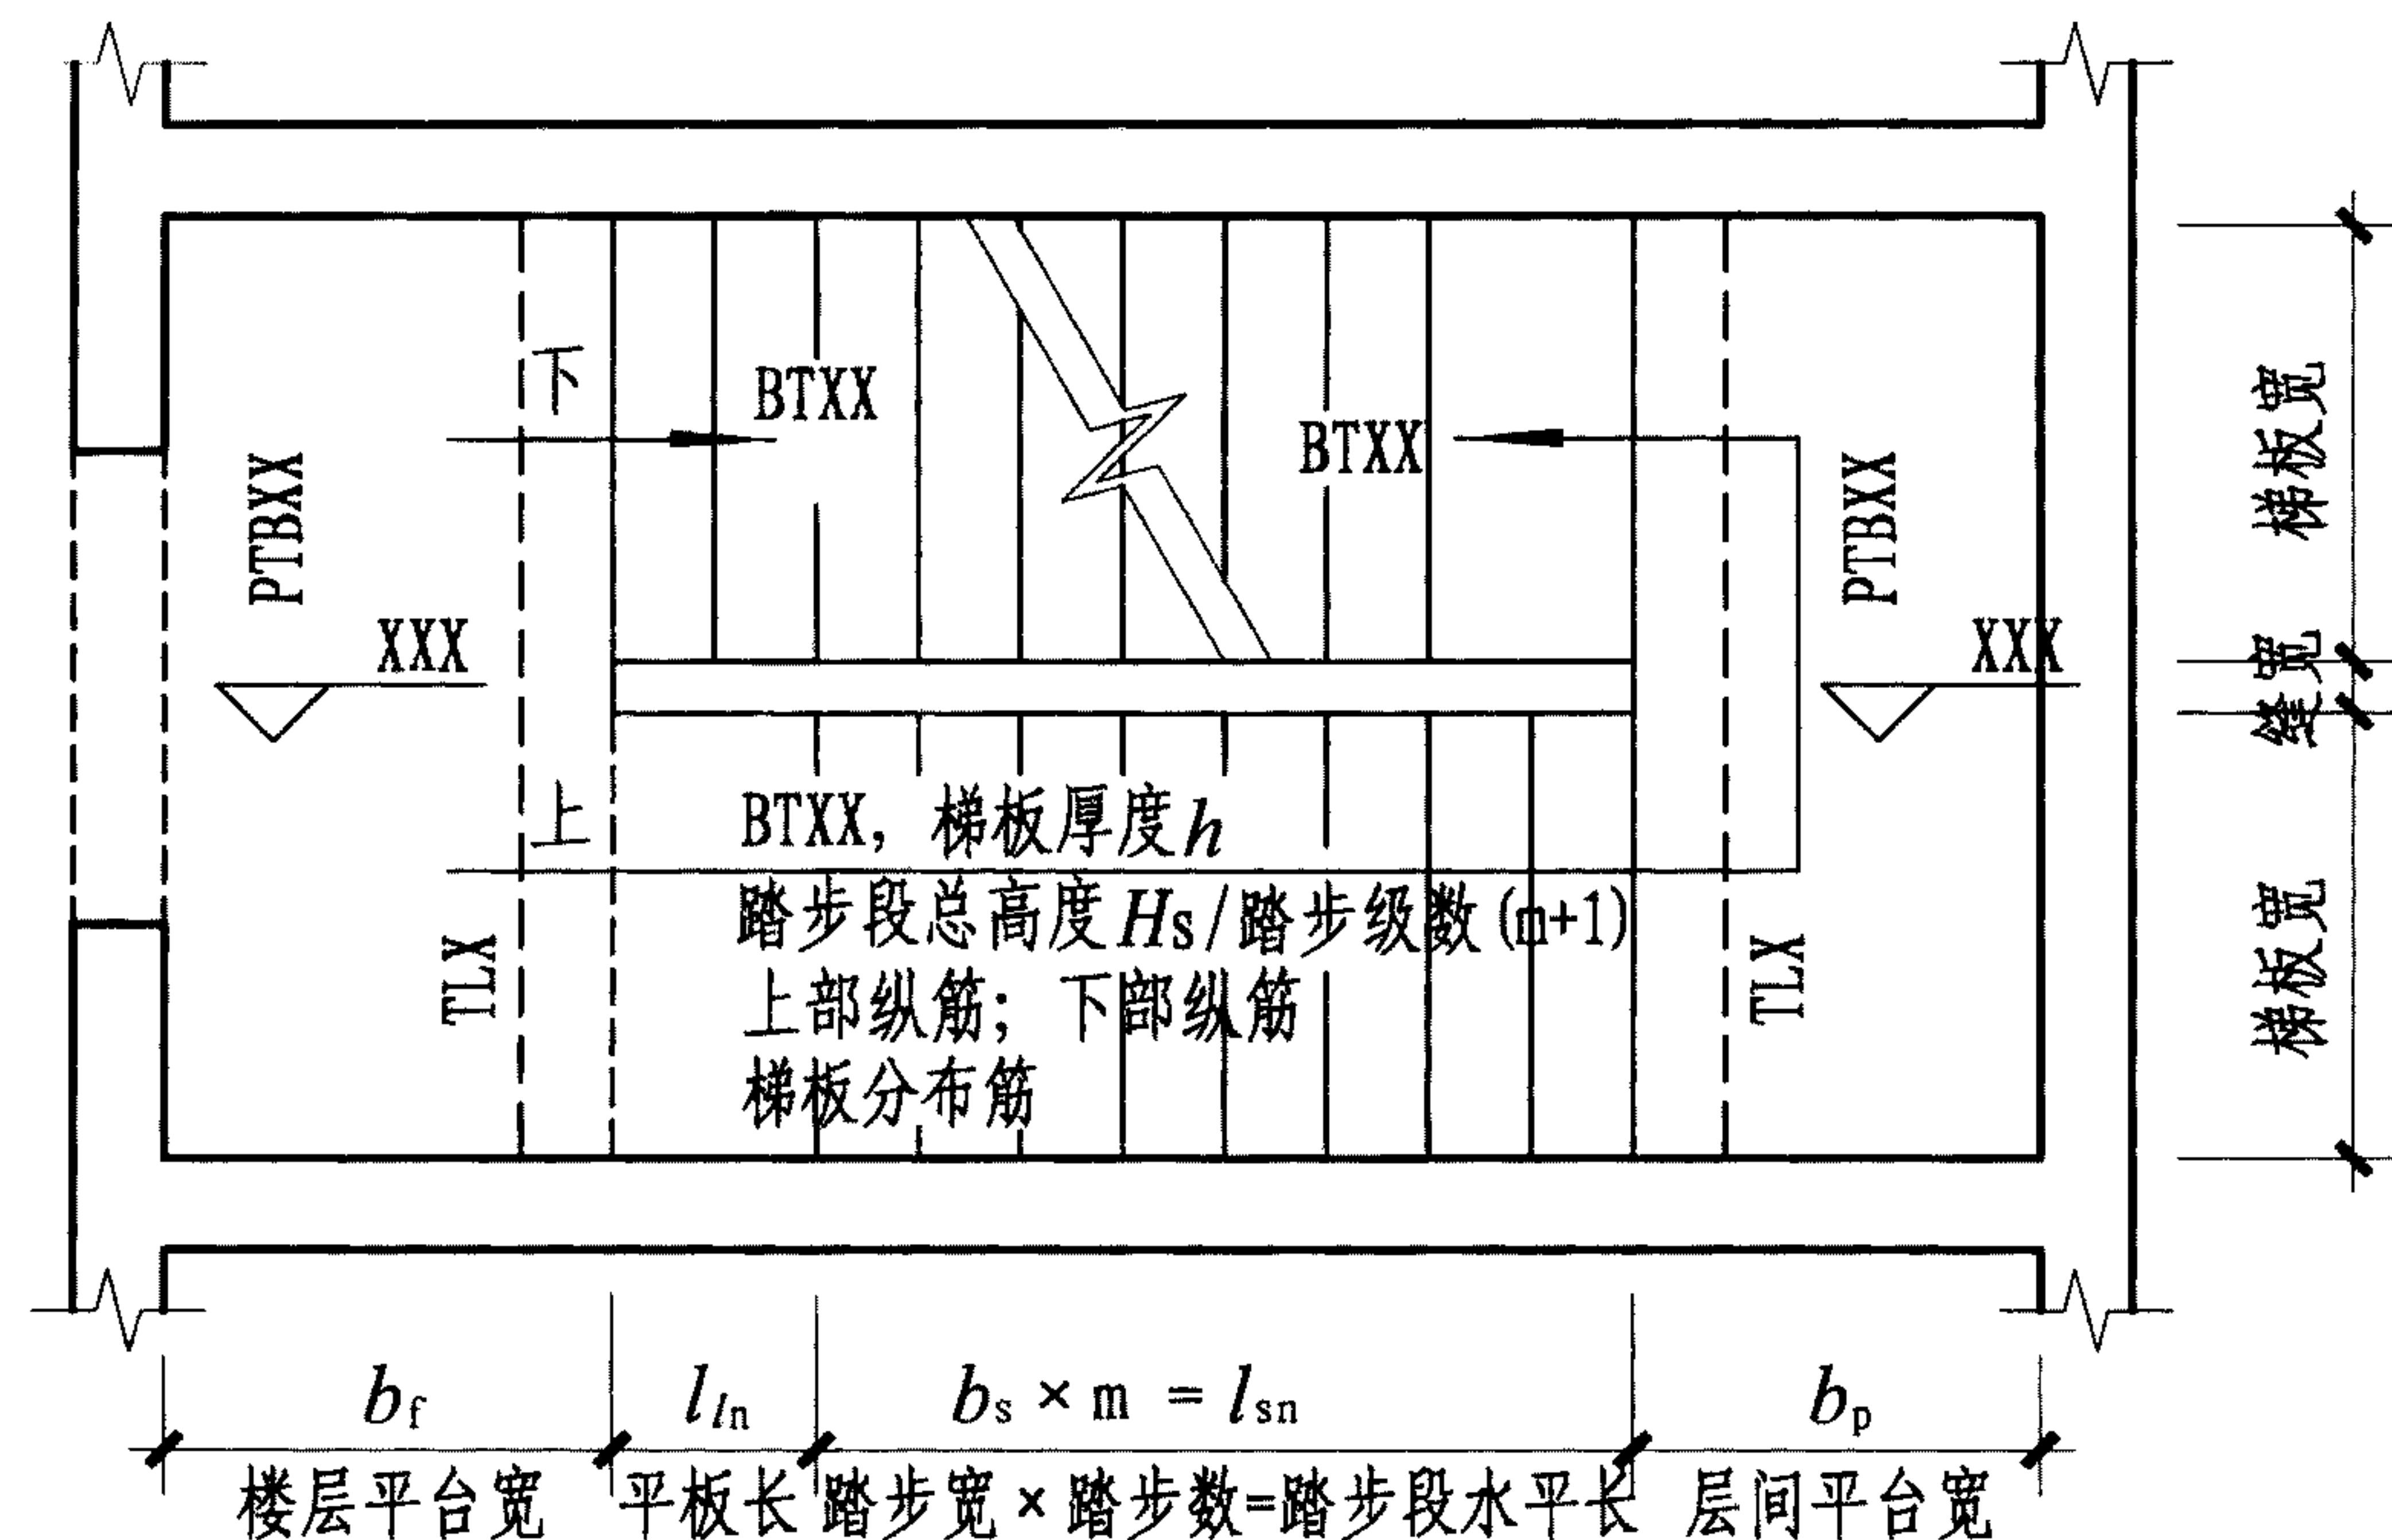 下
BTXX
BTXX
PTBXX
PTBXX
XXX
XXX
上
BTXX, 梯板厚度h
踏步段总高度Hs/踏步级数(m+1)
上部纵筋; 下部纵筋
梯板分布筋
TLX
TLX
梯板宽
缝宽
梯板宽
bf
lln
bs × m = lsn
bp
楼层平台宽
平板长
踏步宽 × 踏步数=踏步段水平长
层间平台宽